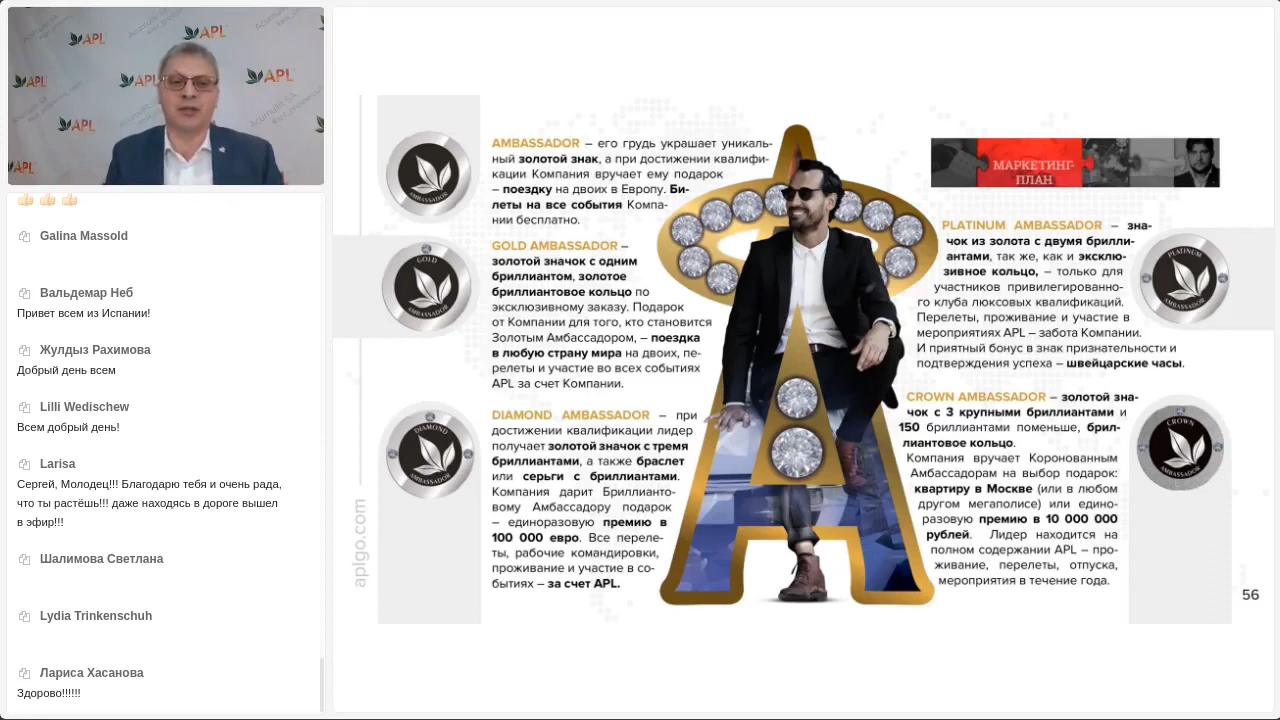 APL
APL
APL
APL
APL
APL
APL
Galina Massold
Вальдемар Неб
Привет всем из Испании!
Жулдыз Рахимова
Добрый день всем
Lilli Wedischew
Всем добрый день!
Larisa
Сергей, Молодец!!! Благодарю тебя и очень рада,
что ты растёшь!!! даже находясь в дороге вышел
в эфир!!!
Шалимова Светлана
Lydia Trinkenschuh
Лариса Хасанова
Здорово!!!!!!
AMBASSADOR
GOLD
AMBASSADOR
DIAMOND
AMBASSADOR
aplgo.com
AMBASSADOR – его грудь украшает уникаль-
ный золотой знак, а при достижении квалифи-
кации Компания вручает ему подарок
– поездку на двоих в Европу. Би-
леты на все события Компа-
нии бесплатно.
GOLD AMBASSADOR –
золотой значок с одним
бриллиантом, золотое
бриллиантовое кольцо по
эксклюзивному заказу. Подарок
от Компании для того, кто становится
Золотым Амбассадором, – поездка
в любую страну мира на двоих, пе-
релеты и участие во всех событиях
APL за счет Компании.
DIAMOND AMBASSADOR – при
достижении квалификации лидер
получает золотой значок с тремя
бриллиантами, а также браслет
или серьги с бриллиантами.
Компания дарит Бриллианто-
вому Амбассадору подарок
– единоразовую премию в
100 000 евро. Все переле-
ты, рабочие командировки,
проживание и участие в со-
бытиях – за счет APL.
МАРКЕТИНГ-
ПЛАН
PLATINUM AMBASSADOR – зна-
чок из золота с двумя брилли-
антами, так же, как и эксклю-
зивное кольцо, – только для
участников привилегированно-
го клуба люксовых квалификаций.
Перелеты, проживание и участие в
мероприятиях APL – забота Компании.
И приятный бонус в знак признательности и
подтверждения успеха – швейцарские часы.
CROWN AMBASSADOR – золотой зна-
чок с 3 крупными бриллиантами и
150 бриллиантами поменьше, брил-
лиантовое кольцо.
Компания вручает Коронованным
Амбассадорам на выбор подарок:
квартиру в Москве (или в любом
другом мегаполисе) или едино-
разовую премию в 10 000 000
рублей. Лидер находится на
полном содержании APL – про-
живание, перелеты, отпуска,
мероприятия в течение года.
PLATINUM
AMBASSADOR
CROWN
AMBASSADOR
56